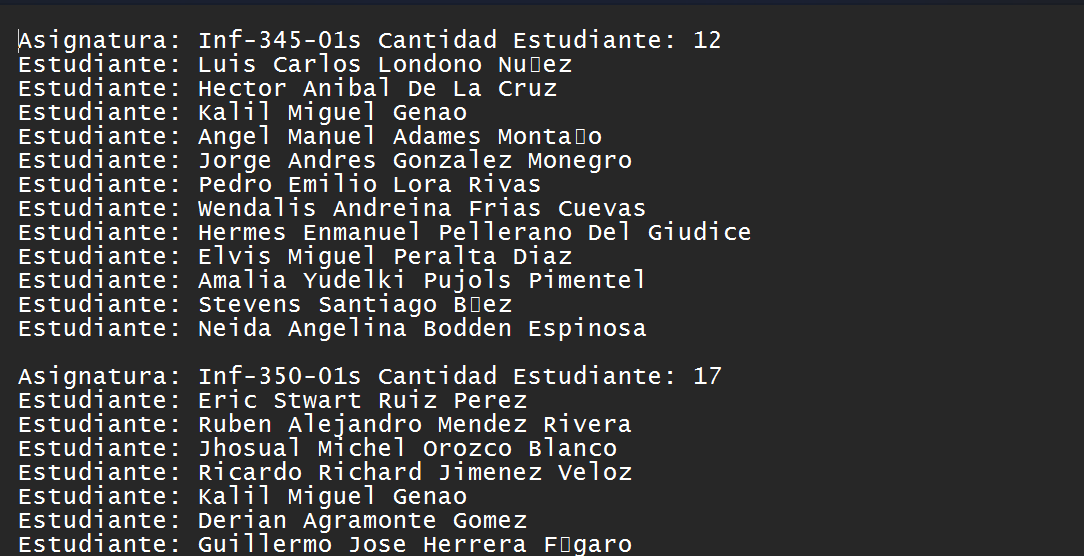 Asignatura: Inf-345-01s Cantidad Estudiante: 12
Estudiante: Luis Carlos Londono Nu▯ez
Estudiante: Hector Anibal De La Cruz
Estudiante: Kalil Miguel Genao
Estudiante: Angel Manuel Adames Monta▯o
Estudiante: Jorge Andres Gonzalez Monegro
Estudiante: Pedro Emilio Lora Rivas
Estudiante: Wendalis Andreina Frias Cuevas
Estudiante: Hermes Enmanuel Pellerano Del Giudice
Estudiante: Elvis Miguel Peralta Diaz
Estudiante: Amalia Yudelki Pujols Pimentel
Estudiante: Stevens Santiago B▯ez
Estudiante: Neida Angelina Bodden Espinosa
Asignatura: Inf-350-01s Cantidad Estudiante: 17
Estudiante: Eric Stwart Ruiz Perez
Estudiante: Ruben Alejandro Mendez Rivera
Estudiante: Jhosual Michel Orozco Blanco
Estudiante: Ricardo Richard Jimenez Veloz
Estudiante: Kalil Miguel Genao
Estudiante: Derian Agramonte Gomez
Estudiante: Guillermo Jose Herrera F▯garo